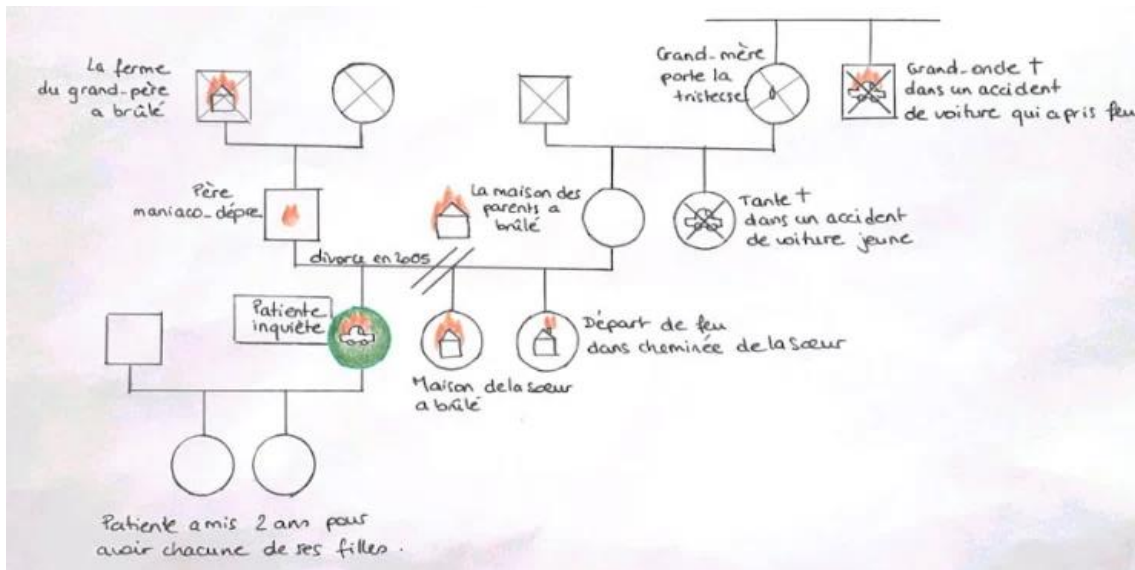 La ferme
du grand-père
a brûlé
Grand-mère
porte la
tristesse
Grand-oncle †
dans un accident
de voiture qui a pris feu
Père
maniaco-dépre
La maison des
parents a
brûlé
Tante †
dans un accident
de voiture jeune
divorce en 2005
Patiente
inquiète
Départ de feu
dans cheminée de la sœur
Maison de la sœur
a brûlé
Patiente a mis 2 ans pour
avoir chacune de ses filles.